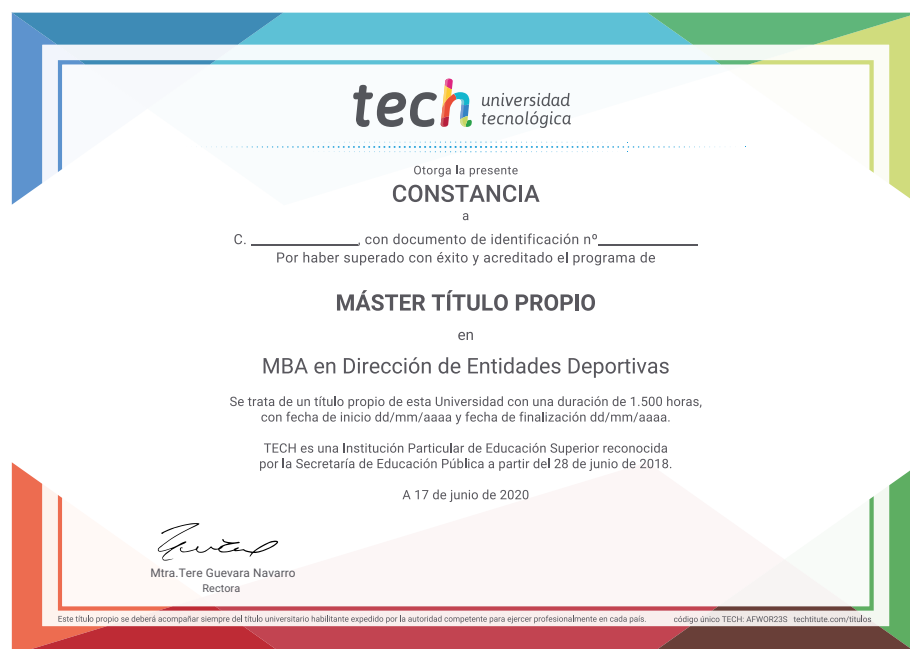 tech universidad
tecnológica
Otorga la presente
CONSTANCIA
a
C. ______________, con documento de identificación nº_____________
Por haber superado con éxito y acreditado el programa de
MÁSTER TÍTULO PROPIO
en
MBA en Dirección de Entidades Deportivas
Se trata de un título propio de esta Universidad con una duración de 1.500 horas,
con fecha de inicio dd/mm/aaaa y fecha de finalización dd/mm/aaaa.
TECH es una Institución Particular de Educación Superior reconocida
por la Secretaría de Educación Pública a partir del 28 de junio de 2018.
A 17 de junio de 2020
Mtra.Tere Guevara Navarro
Rectora
Este título propio se deberá acompañar siempre del título universitario habilitante expedido por la autoridad competente para ejercer profesionalmente en cada país. código único TECH: AFWOR23S techtitute.com/titulos